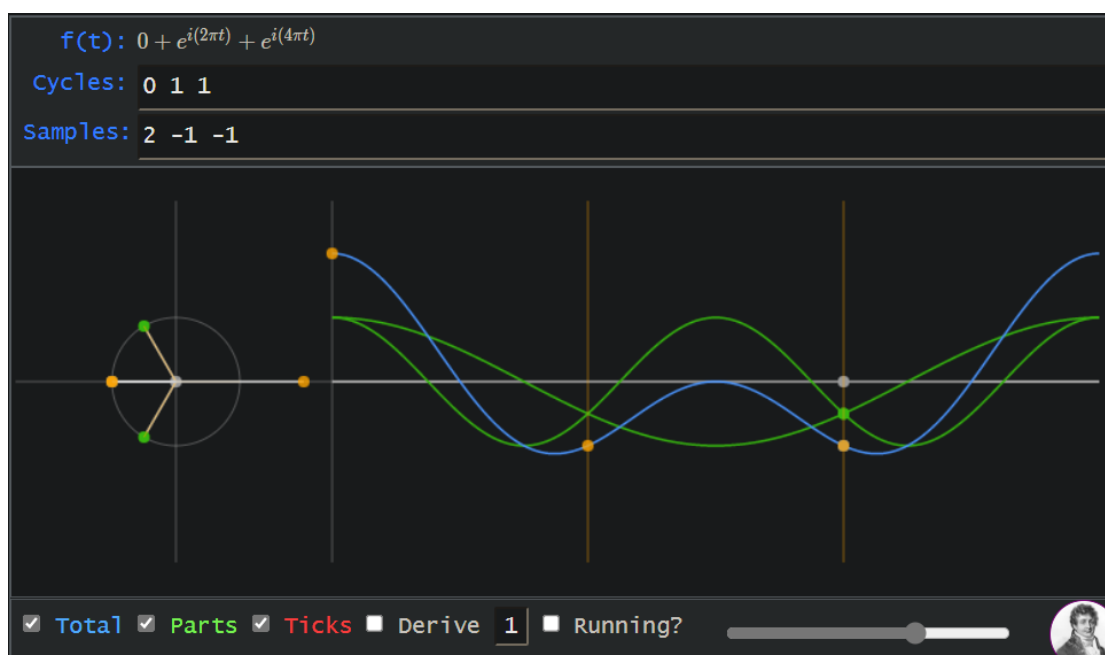 f(t): 0 + e^{i(2πt)} + e^{i(4πt)}
Cycles: 0 1 1
Samples: 2 -1 -1
Total Parts Ticks Derive 1 Running?